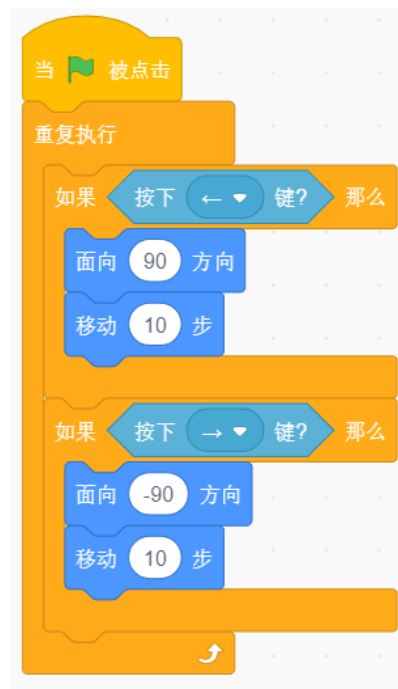 当 被点击
重复执行
如果 按下 ← 键? 那么
面向 90 方向
移动 10 步
如果 按下 → 键? 那么
面向 -90 方向
移动 10 步